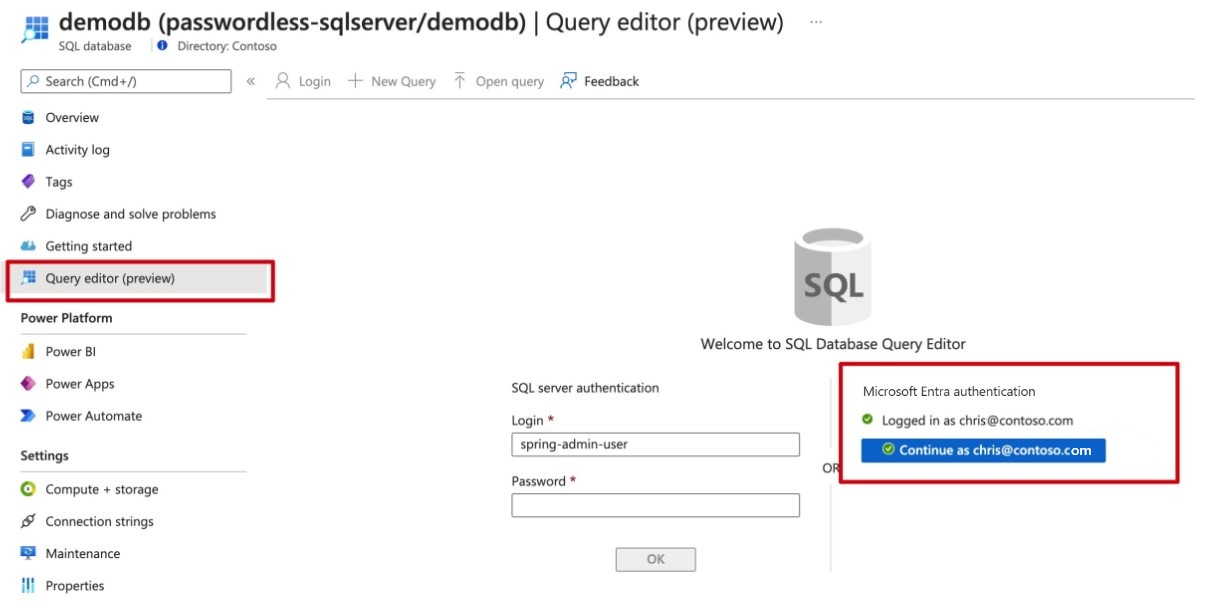 demodb (passwordless-sqlserver/demodb) | Query editor (preview) ...
SQL database
Directory: Contoso
Search (Cmd+/)
«
Login
New Query
Open query
Feedback
Overview
Activity log
Tags
Diagnose and solve problems
Getting started
Query editor (preview)
Power Platform
Power BI
Power Apps
Power Automate
Settings
Compute + storage
Connection strings
Maintenance
Properties
SQL
Welcome to SQL Database Query Editor
SQL server authentication
Login *
spring-admin-user
Password *
OK
OR
Microsoft Entra authentication
Logged in as chris@contoso.com
Continue as chris@contoso.com